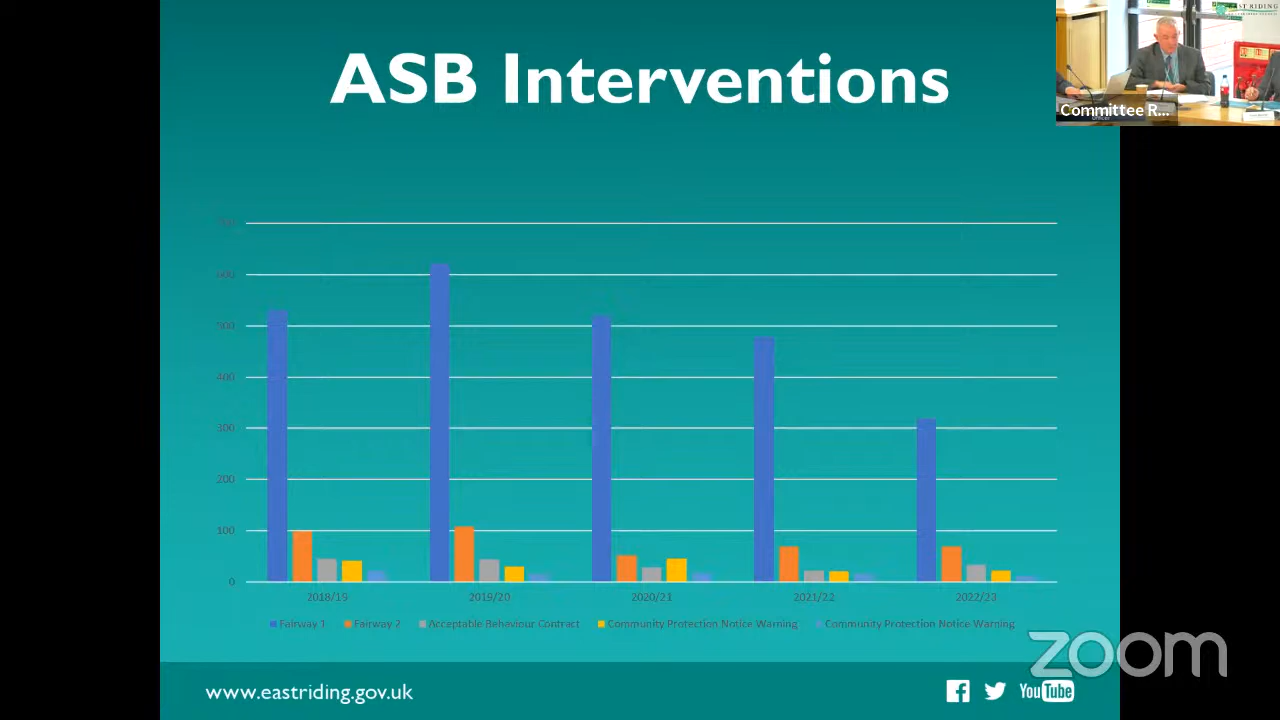 ASB Interventions
EAST RIDING
Committee R...
700
600
500
400
300
200
100
0
2018/19 2019/20 2020/21 2021/22 2022/23
Fairway 1 Fairway 2 Acceptable Behaviour Contract Community Protection Notice Warning Community Protection Notice Warning
zoom
www.eastriding.gov.uk
YouTube